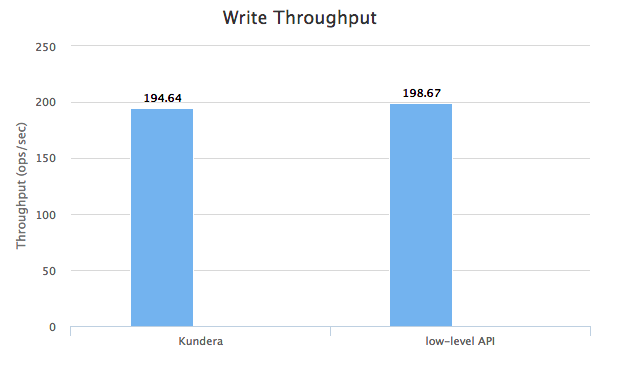 Write Throughput
Throughput (ops/sec)
250
200
150
100
50
0
194.64
198.67
Kundera
low-level API